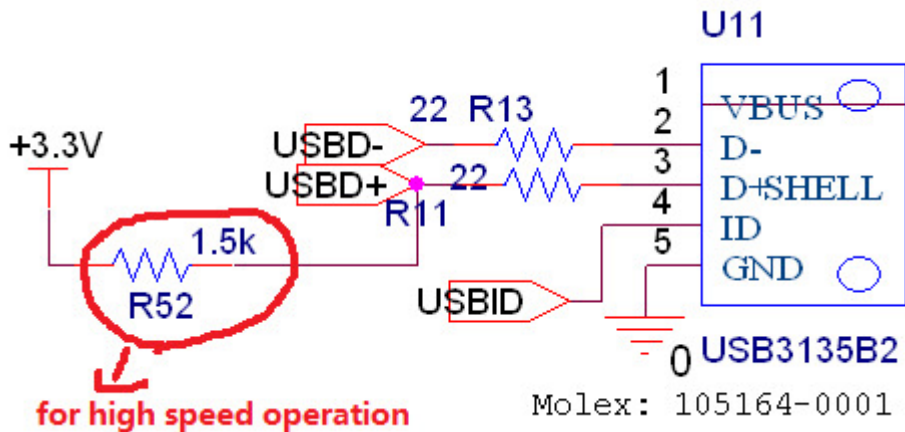 U11
1
VBUS
22 R13
2
USBD-
D-
+3.3V
3
USBD+
22
D+SHELL
R11
4
1.5k
ID
5
R52
GND
USBID
0
USB3135B2
for high speed operation
Molex: 105164-0001